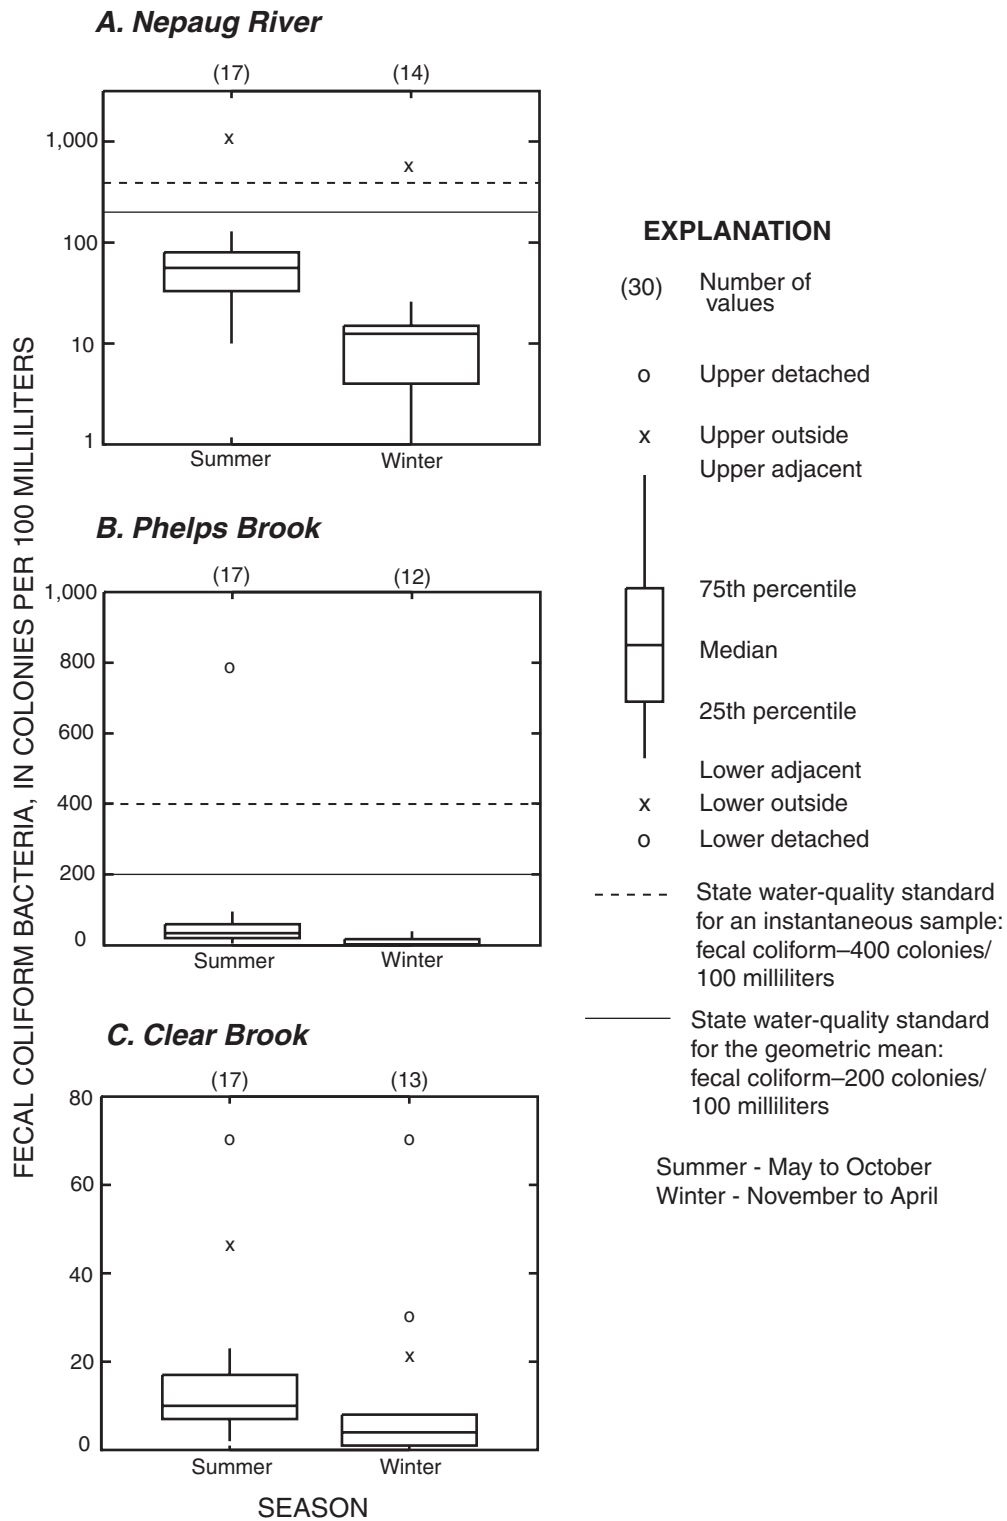 A. Nepaug River
(17) (14)
1,000
100
10
1
Summer Winter
B. Phelps Brook
(17) (12)
1,000
800
600
400
200
0
Summer Winter
C. Clear Brook
(17) (13)
80
60
40
20
0
Summer Winter
SEASON
FECAL COLIFORM BACTERIA, IN COLONIES PER 100 MILLILITERS
EXPLANATION
(30) Number of
values
o Upper detached
x Upper outside
Upper adjacent
75th percentile
Median
25th percentile
Lower adjacent
x Lower outside
o Lower detached
State water-quality standard
for an instantaneous sample:
fecal coliform–400 colonies/
100 milliliters
State water-quality standard
for the geometric mean:
fecal coliform–200 colonies/
100 milliliters
Summer - May to October
Winter - November to April